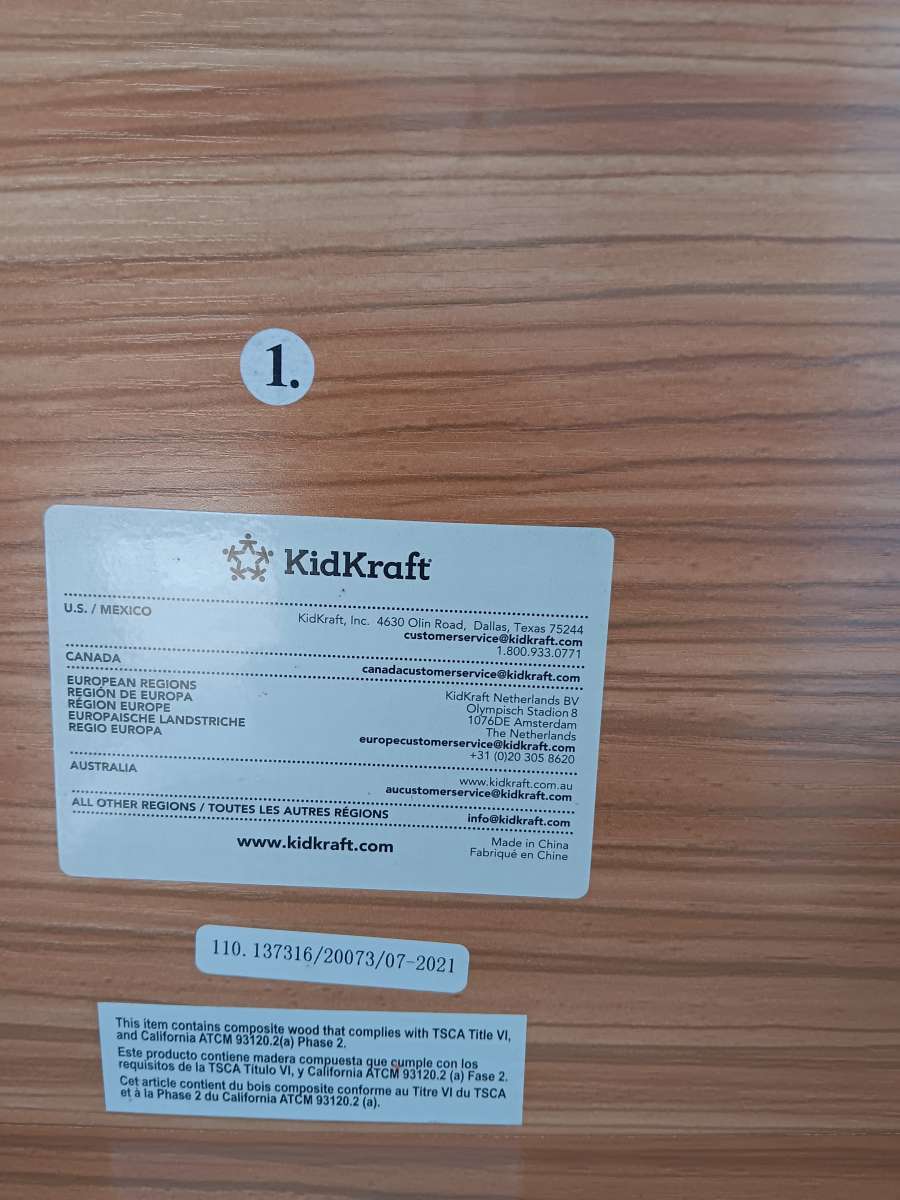 1.
KidKraft
U.S. / MEXICO
KidKraft, Inc. 4630 Olin Road, Dallas, Texas 75244
customerservice@kidkraft.com
1.800.933.0771
CANADA
canadacustomerservice@kidkraft.com
EUROPEAN REGIONS
REGIÓN DE EUROPA
RÉGION EUROPE
EUROPAISCHE LANDSTRICHE
REGIO EUROPA
KidKraft Netherlands BV
Olympisch Stadion 8
1076DE Amsterdam
The Netherlands
europecustomerservice@kidkraft.com
+31 (0)20 305 8620
AUSTRALIA
www.kidkraft.com.au
aucustomerservice@kidkraft.com
ALL OTHER REGIONS / TOUTES LES AUTRES RÉGIONS
info@kidkraft.com
www.kidkraft.com
Made in China
Fabriqué en Chine
110. 137316/20073/07-2021
This item contains composite wood that complies with TSCA Title VI,
and California ATCM 93120.2(a) Phase 2.
Este producto contiene madera compuesta que cumple con los
requisitos de la TSCA Título VI, y California ATCM 93120.2 (a) Fase 2.
Cet article contient du bois composite conforme au Titre VI du TSCA
et à la Phase 2 du California ATCM 93120.2 (a).